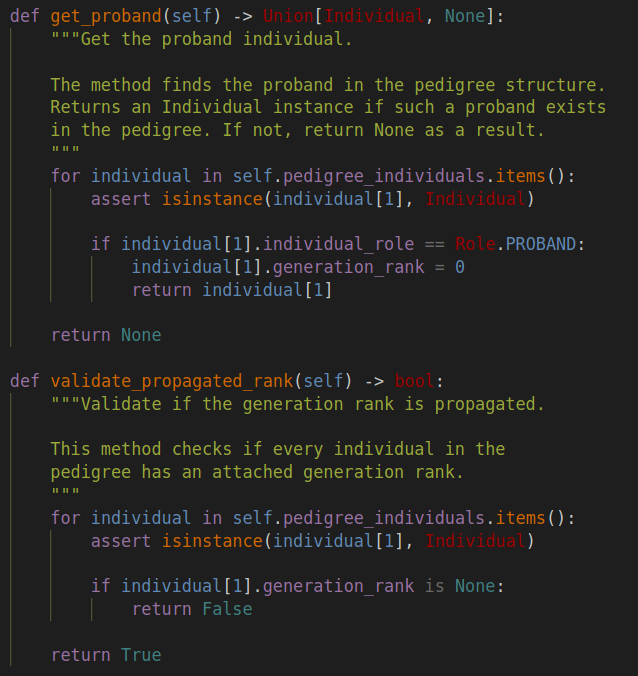 def get_proband(self) -> Union[Individual, None]:
    """Get the proband individual.

    The method finds the proband in the pedigree structure.
    Returns an Individual instance if such a proband exists
    in the pedigree. If not, return None as a result.
    """
    for individual in self.pedigree_individuals.items():
        assert isinstance(individual[1], Individual)

        if individual[1].individual_role == Role.PROBAND:
            individual[1].generation_rank = 0
            return individual[1]

    return None

def validate_propagated_rank(self) -> bool:
    """Validate if the generation rank is propagated.

    This method checks if every individual in the
    pedigree has an attached generation rank.
    """
    for individual in self.pedigree_individuals.items():
        assert isinstance(individual[1], Individual)

        if individual[1].generation_rank is None:
            return False

    return True